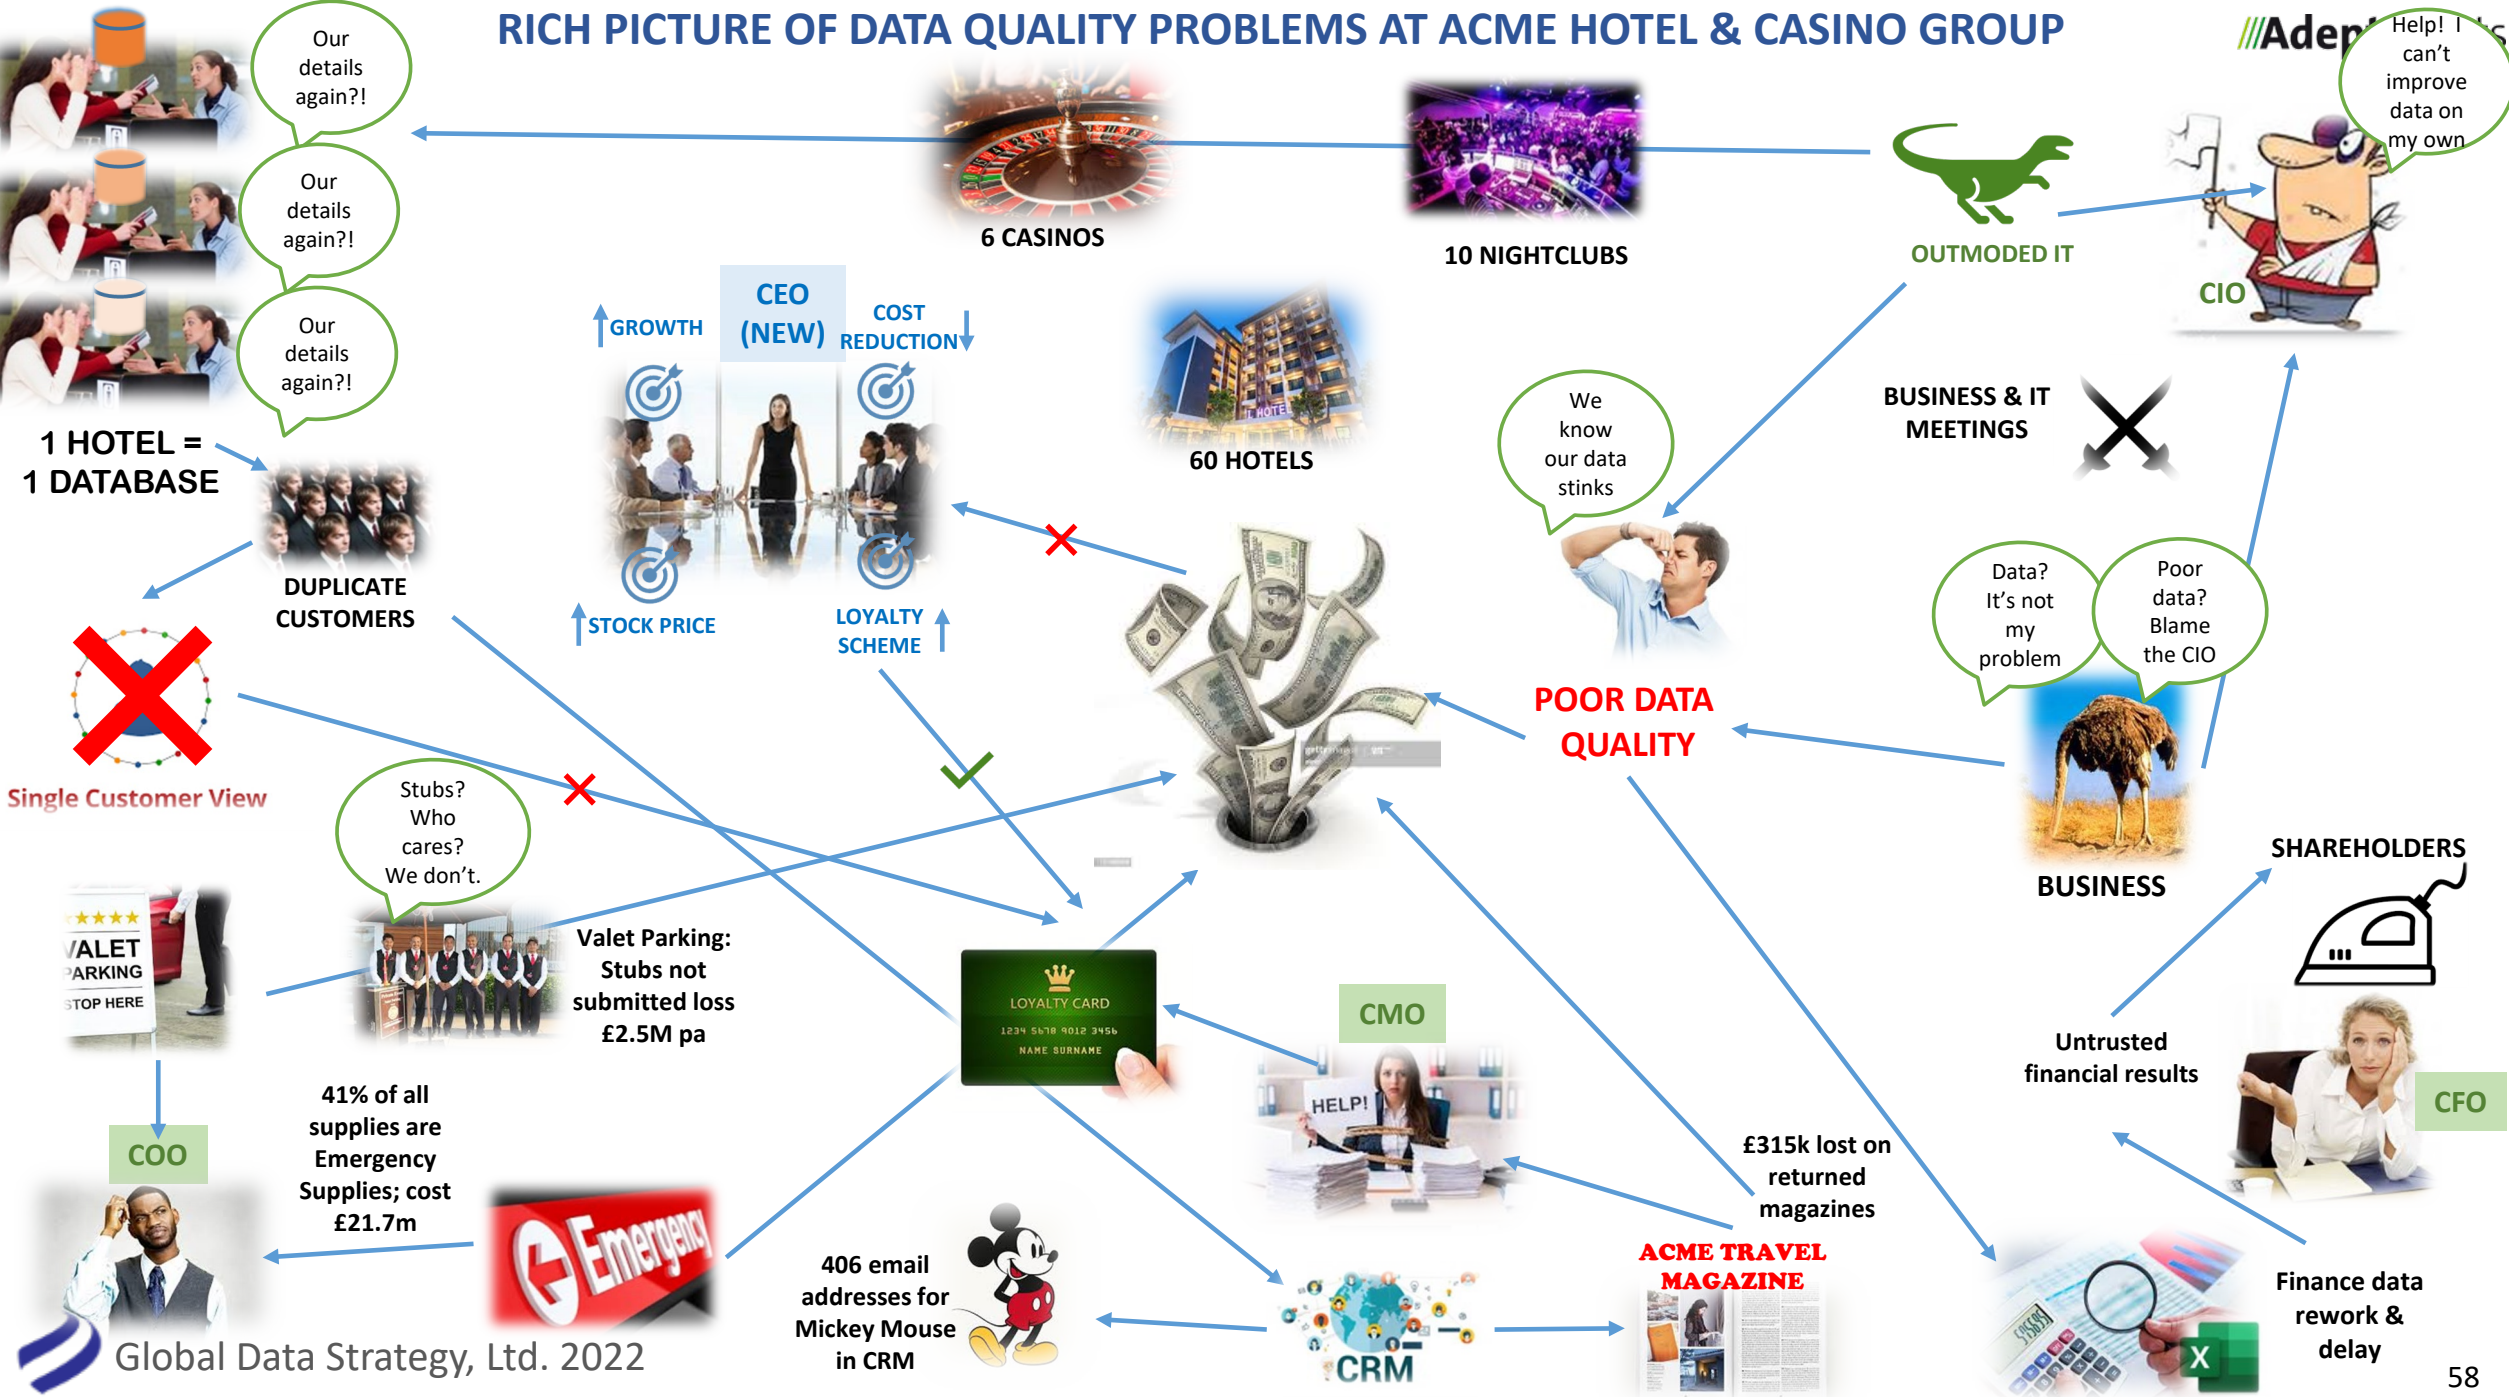 RICH PICTURE OF DATA QUALITY PROBLEMS AT ACME HOTEL & CASINO GROUP
Our
details
again?!
Our
details
again?!
Our
details
again?!
Help! I
can't
improve
data on
my own
6 CASINOS
10 NIGHTCLUBS
OUTMODED IT
CIO
CEO
(NEW)
GROWTH
COST
REDUCTION
STOCK PRICE
LOYALTY
SCHEME
HOTEL
60 HOTELS
We
know
our data
stinks
BUSINESS & IT
MEETINGS
1 HOTEL =
1 DATABASE
DUPLICATE
CUSTOMERS
Single Customer View
Data?
It's not
my
problem
Poor
data?
Blame
the CIO
POOR DATA
QUALITY
BUSINESS
SHAREHOLDERS
Stubs?
Who
cares?
We don't.
VALET
PARKING
STOP HERE
Valet Parking:
Stubs not
submitted loss
£2.5M pa
LOYALTY CARD
1234 5678 9012 3456
NAME SURNAME
CMO
HELP!
Untrusted
financial results
CFO
COO
41% of all
supplies are
Emergency
Supplies; cost
£21.7m
Emergency
406 email
addresses for
Mickey Mouse
in CRM
CRM
£315k lost on
returned
magazines
ACME TRAVEL
MAGAZINE
Finance data
rework &
delay
X
Global Data Strategy, Ltd. 2022
58